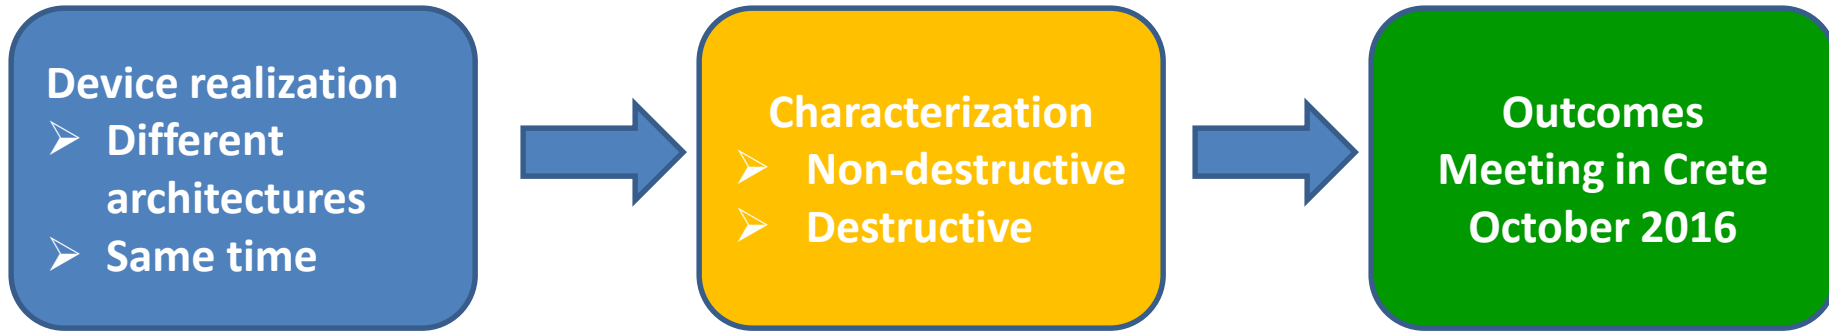 Device realization
➢ Different
architectures
➢ Same time
Characterization
➢ Non-destructive
➢ Destructive
Outcomes
Meeting in Crete
October 2016